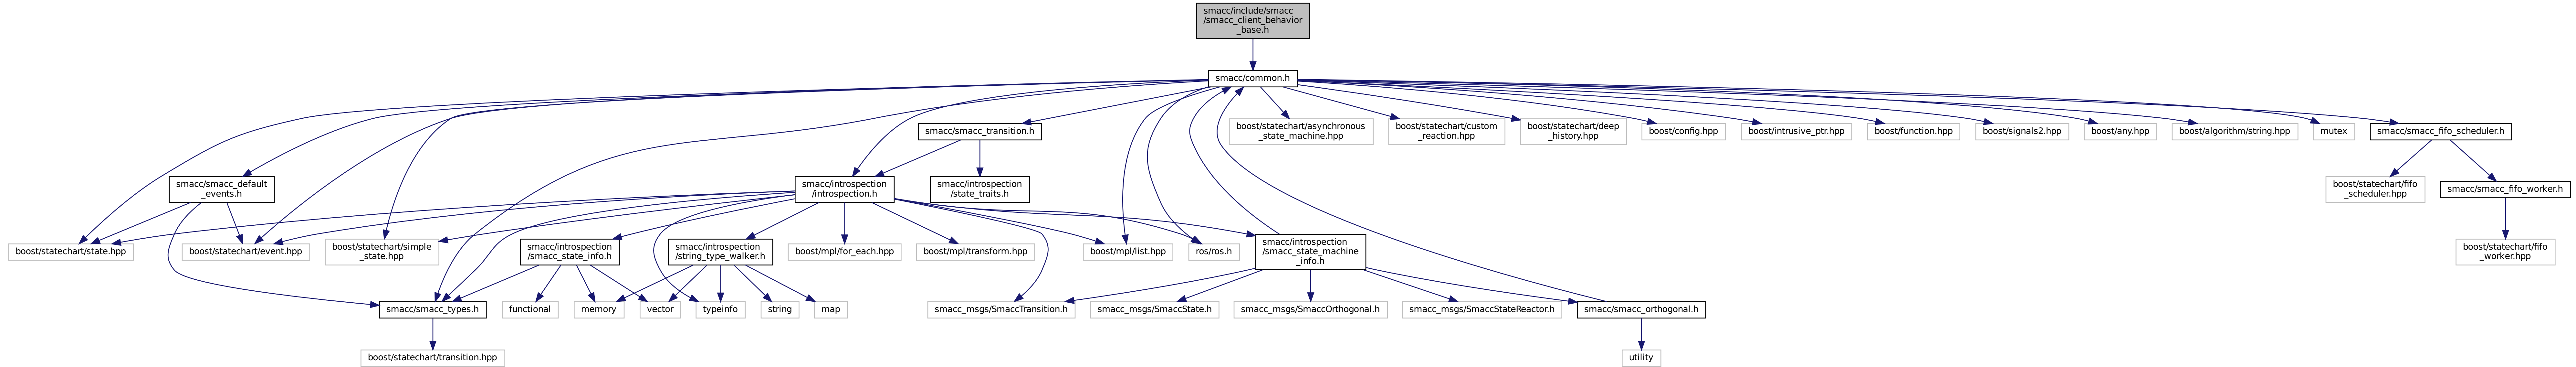 smacc/include/smacc
/smacc_client_behavior
_base.h
smacc/common.h
smacc/smacc_transition.h
boost/statechart/asynchronous
_state_machine.hpp
boost/statechart/custom
_reaction.hpp
boost/statechart/deep
_history.hpp
boost/config.hpp
boost/intrusive_ptr.hpp
boost/function.hpp
boost/signals2.hpp
boost/any.hpp
boost/algorithm/string.hpp
mutex
smacc/smacc_fifo_scheduler.h
smacc/smacc_default
_events.h
smacc/introspection
/introspection.h
smacc/introspection
/state_traits.h
boost/statechart/fifo
_scheduler.hpp
smacc/smacc_fifo_worker.h
boost/statechart/state.hpp
boost/statechart/event.hpp
boost/statechart/simple
_state.hpp
smacc/introspection
/smacc_state_info.h
smacc/introspection
/string_type_walker.h
boost/mpl/for_each.hpp
boost/mpl/transform.hpp
boost/mpl/list.hpp
ros/ros.h
smacc/introspection
/smacc_state_machine
_info.h
boost/statechart/fifo
_worker.hpp
smacc/smacc_types.h
functional
memory
vector
typeinfo
string
map
smacc_msgs/SmaccTransition.h
smacc_msgs/SmaccState.h
smacc_msgs/SmaccOrthogonal.h
smacc_msgs/SmaccStateReactor.h
smacc/smacc_orthogonal.h
boost/statechart/transition.hpp
utility